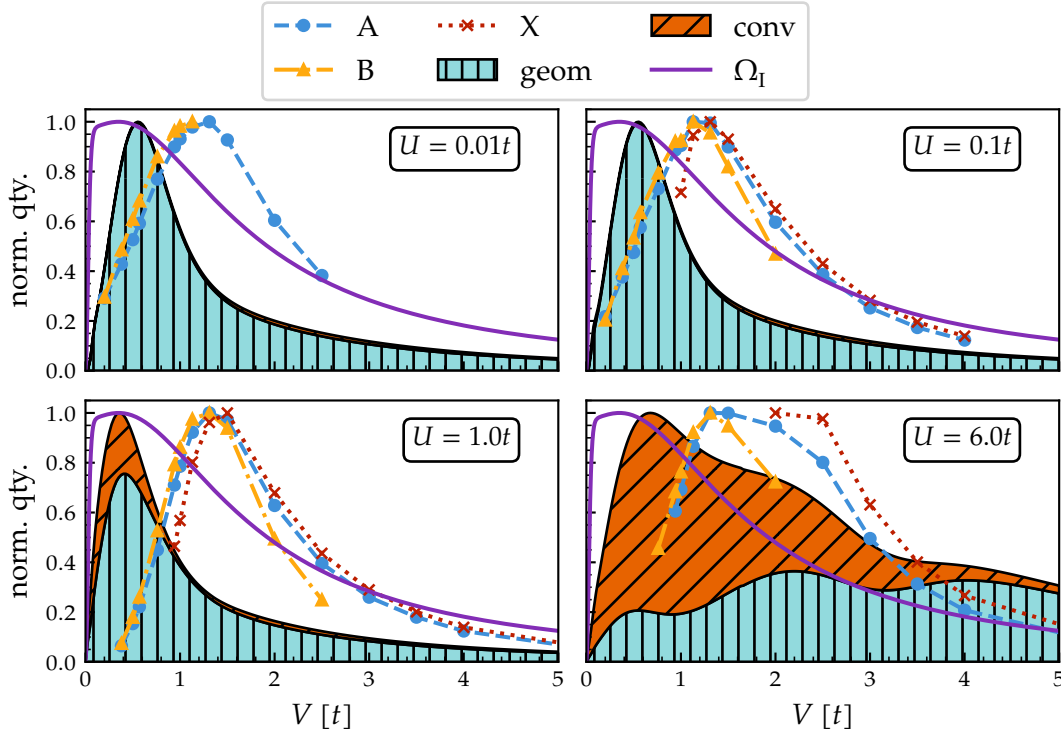 A X conv
B geom Ω_I
U = 0.01t U = 0.1t
norm. qty.
1.0
0.8
0.6
0.4
0.2
0.0
U = 1.0t U = 6.0t
norm. qty.
1.0
0.8
0.6
0.4
0.2
0.0
0 1 2 3 4 5 0 1 2 3 4 5
V [t] V [t]